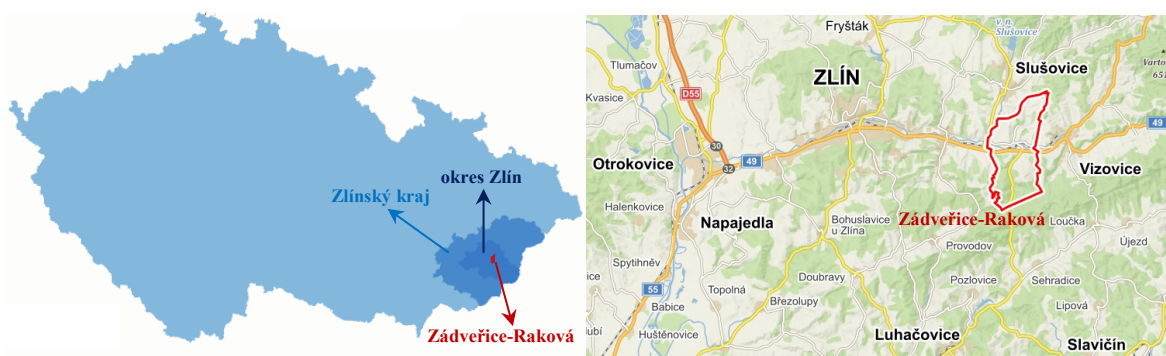 okres Zlín
Zlínský kraj
Zádveřice-Raková
Fryšták
v. n.
Slušovice
Tlumačov
ZLÍN
Slušovice
Kvasice
D55
49
30
Otrokovice
49
32
Vizovice
Halenkovice
Napajedla
Bohuslavice
u Zlína
Zádveřice-Raková
Loučka
Provodov
Újezd
Spytihněv
Doubravy
Pozlovice
Sehradice
55
Topolná
Březolupy
Lípová
Babice
Huštěnovice
Luhačovice
Slavičín